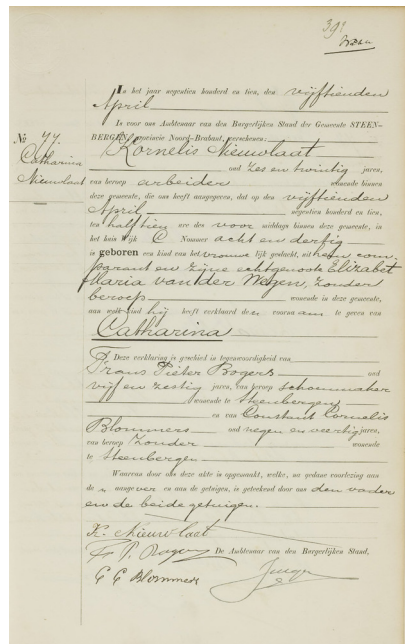 In het jaar negentien honderd en tien, den vijftienden
April
is voor ons Ambtenaar van den Burgerlijken Stand der Gemeente STEEN-
BERGEN, provincie Noord-Brabant, verschenen:
No. 77
Catharina
Nieuwlaat
Kornelis Nieuwlaat
oud zes en twintig jaren,
van beroep arbeider wonende binnen
deze gemeente, die ons heeft aangegeven, dat op den vijftienden
April negentien honderd en tien,
ten half tien ure des voor middags binnen deze gemeente, in
het huis Wijk C Nummer acht en dertig
is geboren een kind van het vrouwelijk geslacht, uit hem com-
parant en zijne echtgenoote Elizabet
Maria van der Wegen, zonder
beroep wonende in deze gemeente,
aan welk kind hij heeft verklaard den voornaam te geven van
Catharina
Deze verklaring is geschied in tegenwoordigheid van
Frans Pieter Bogers oud
vijf en zestig jaren, van beroep schoenmaker
wonende te Steenbergen
en van Constant Cornelis
Blommers oud negen en veertig jaren,
van beroep zonder wonende
te Steenbergen
Waarvan door ons deze akte is opgemaakt, welke, na gedane voorlezing aan
de n aangever en aan de getuigen, is geteekend door ons den vader
en de beide getuigen.
K. Nieuwlaat
F P. Bogers De Ambtenaar van den Burgerlijken Stand,
C C Blommers